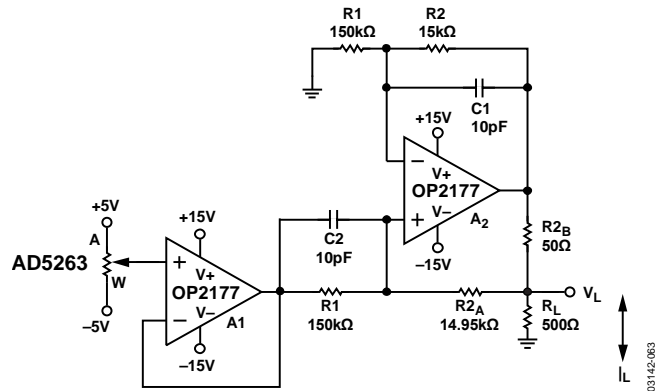 R1
150kΩ
R2
15kΩ
C1
10pF
+15V
–
V+
OP2177
+
V–
A2
–15V
R2B
50Ω
+5V
A
AD5263
W
–5V
+15V
+
V+
OP2177
–
V–
A1
–15V
C2
10pF
R1
150kΩ
R2A
14.95kΩ
VL
RL
500Ω
IL
03142-063